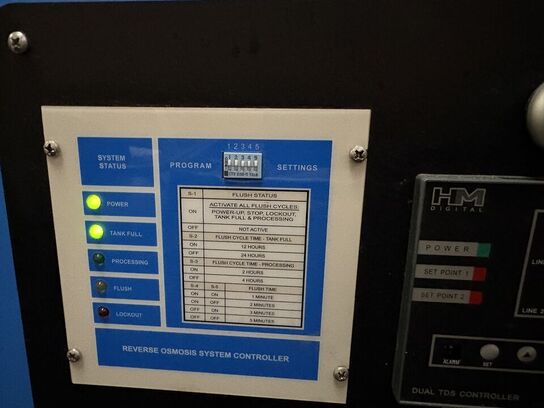 SYSTEM
STATUS
POWER
TANK FULL
PROCESSING
FLUSH
LOCKOUT
1 2 3 4 5
PROGRAM SETTINGS
S-1 FLUSH STATUS
ON ACTIVATE ALL FLUSH CYCLES:
POWER-UP, STOP, LOCKOUT,
TANK FULL & PROCESSING
OFF NOT ACTIVE
S-2 FLUSH CYCLE TIME - TANK FULL
ON 12 HOURS
OFF 24 HOURS
S-3 FLUSH CYCLE TIME - PROCESSING
ON 2 HOURS
OFF 4 HOURS
S-4 S-5 FLUSH TIME
ON ON 1 MINUTE
ON OFF 2 MINUTES
OFF ON 3 MINUTES
OFF OFF 5 MINUTES
REVERSE OSMOSIS SYSTEM CONTROLLER
HM
DIGITAL
POWER
SET POINT 1
SET POINT 2
LINE
LINE 2
ALARM SET
DUAL TDS CONTROLLER